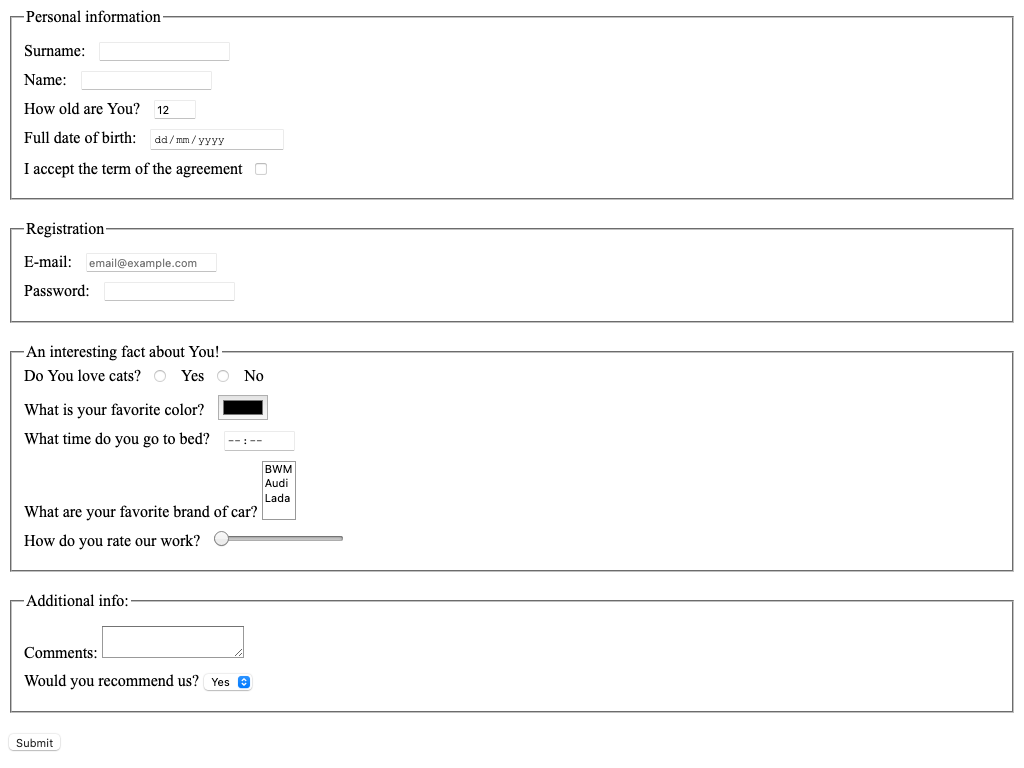 Personal information
Surname:
Name:
How old are You? 12
Full date of birth: dd/mm/yyyy
I accept the term of the agreement
Registration
E-mail: email@example.com
Password:
An interesting fact about You!
Do You love cats? Yes No
What is your favorite color?
What time do you go to bed? --:--
BWM
Audi
Lada
What are your favorite brand of car?
How do you rate our work?
Additional info:
Comments:
Would you recommend us? Yes
Submit